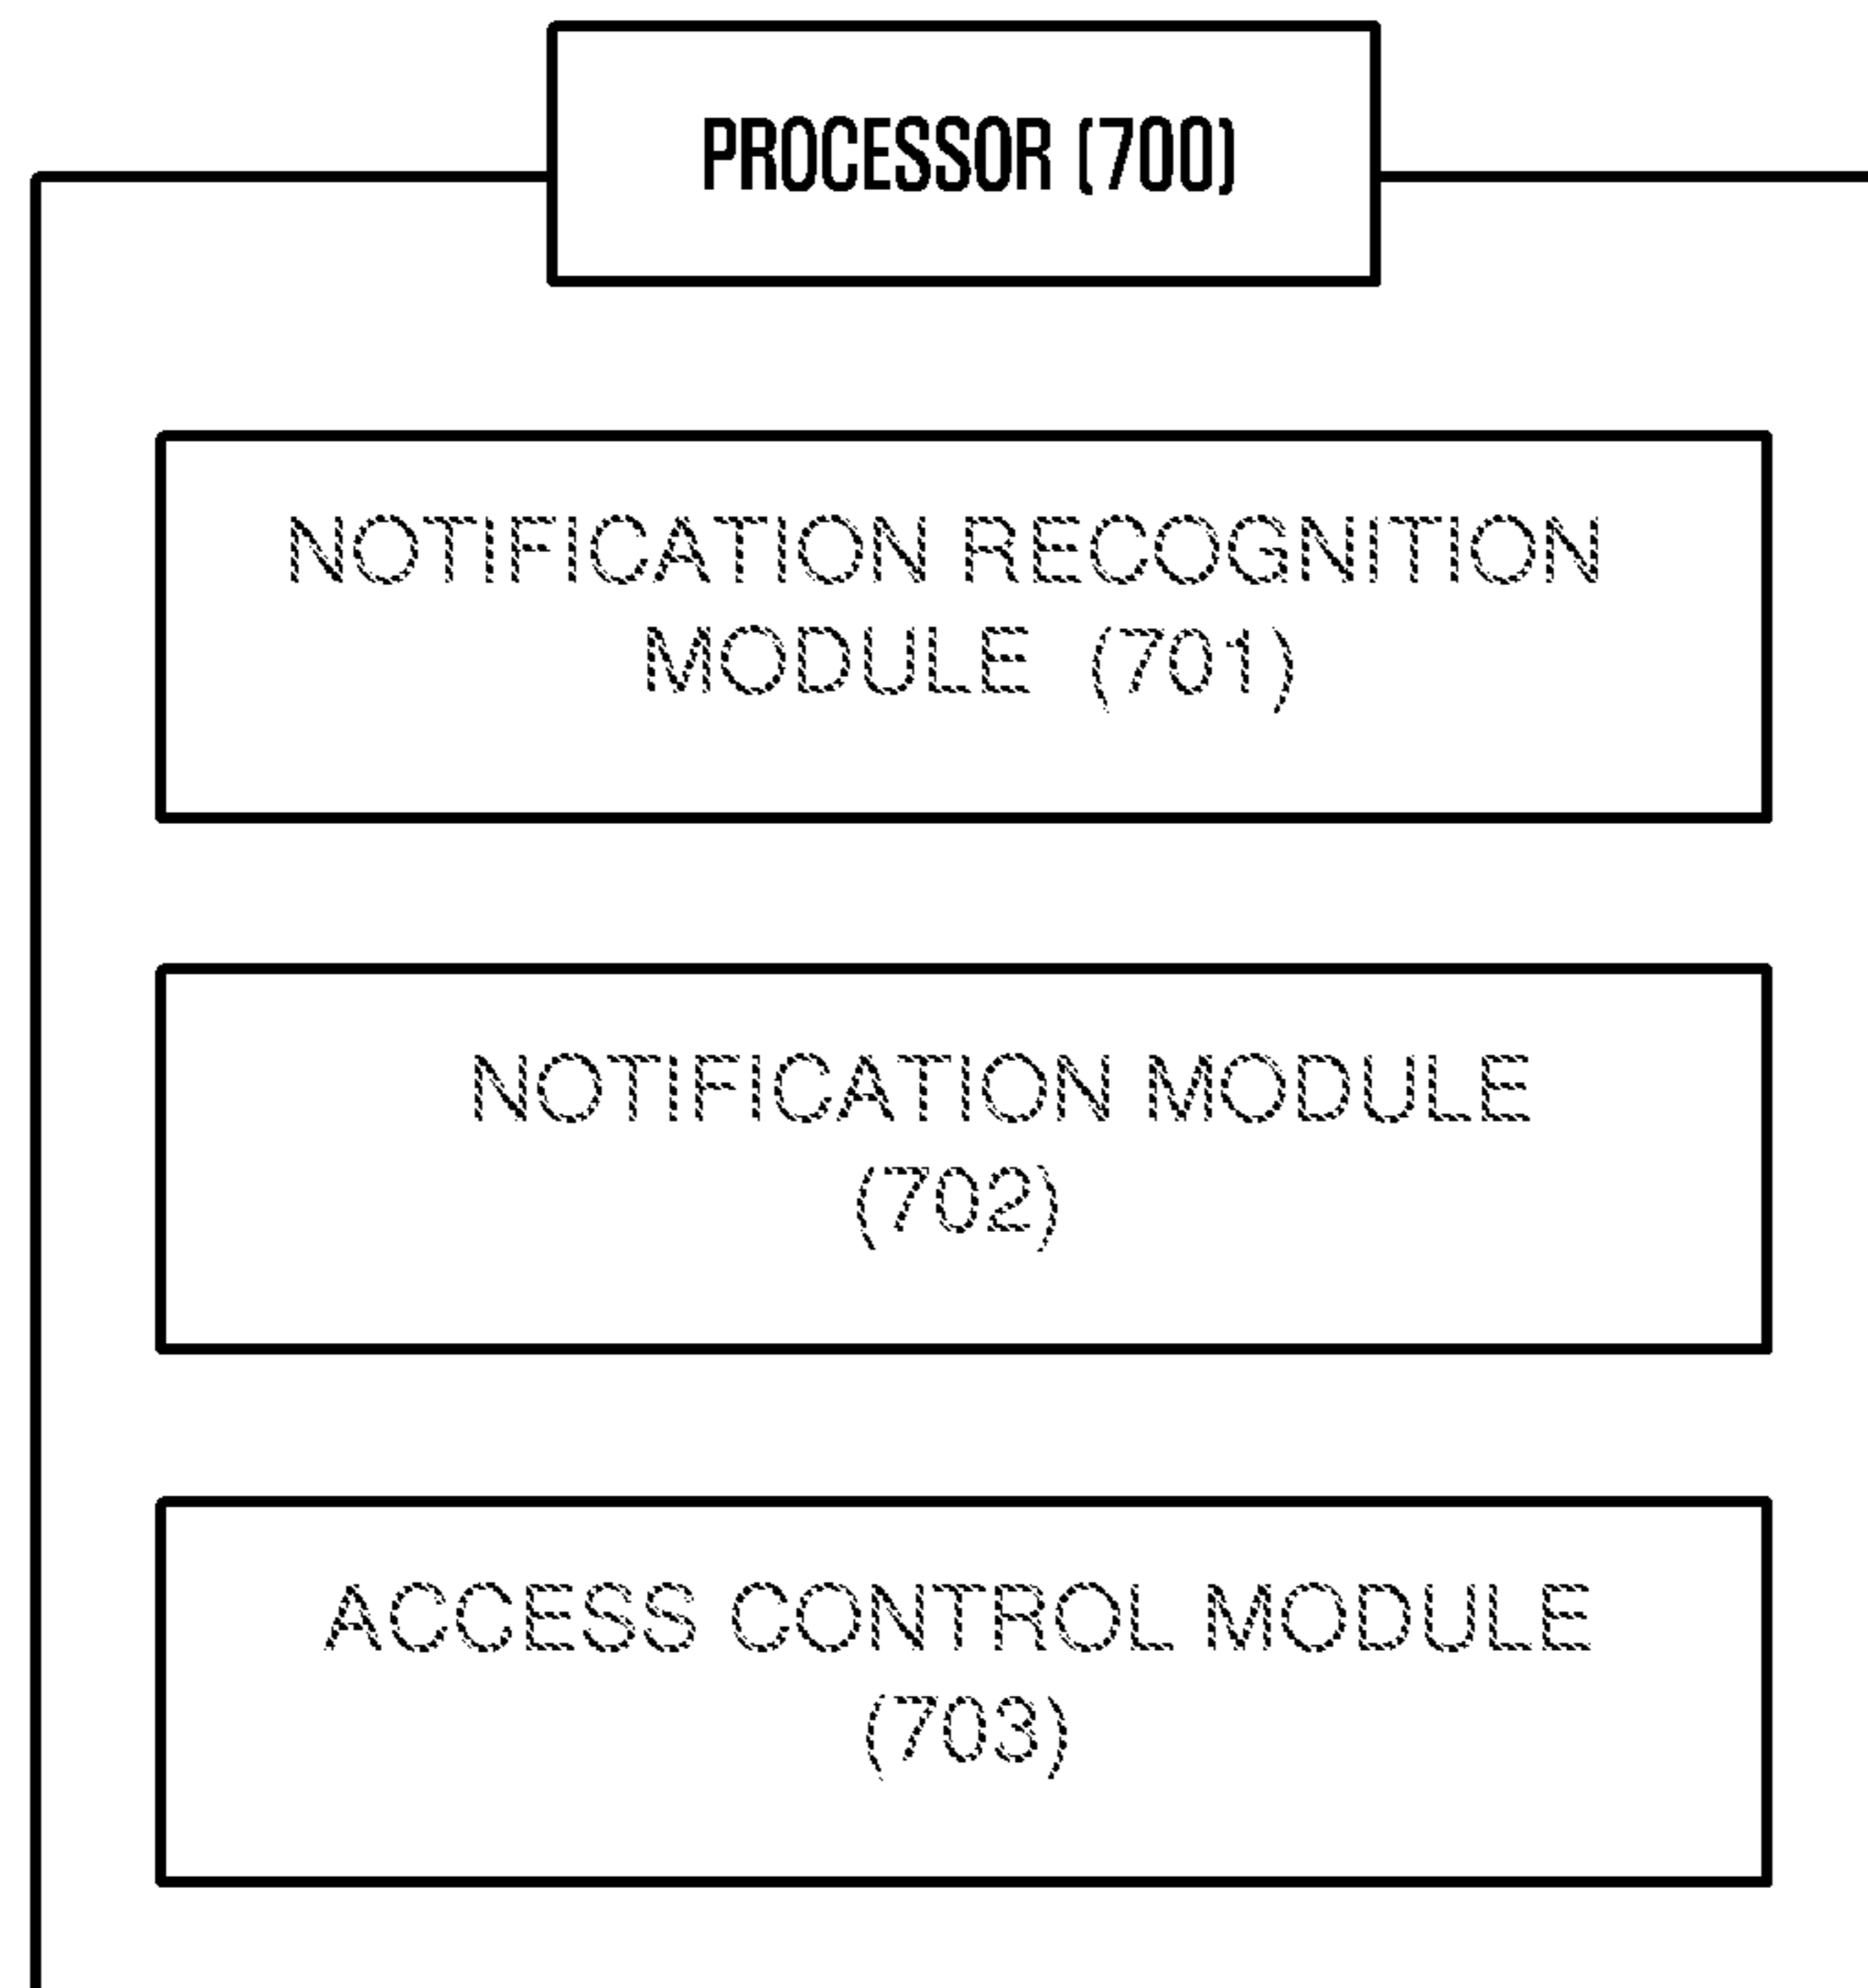 PROCESSOR (700)
NOTIFICATION RECOGNITION
MODULE (701)
NOTIFICATION MODULE
(702)
ACCESS CONTROL MODULE
(703)